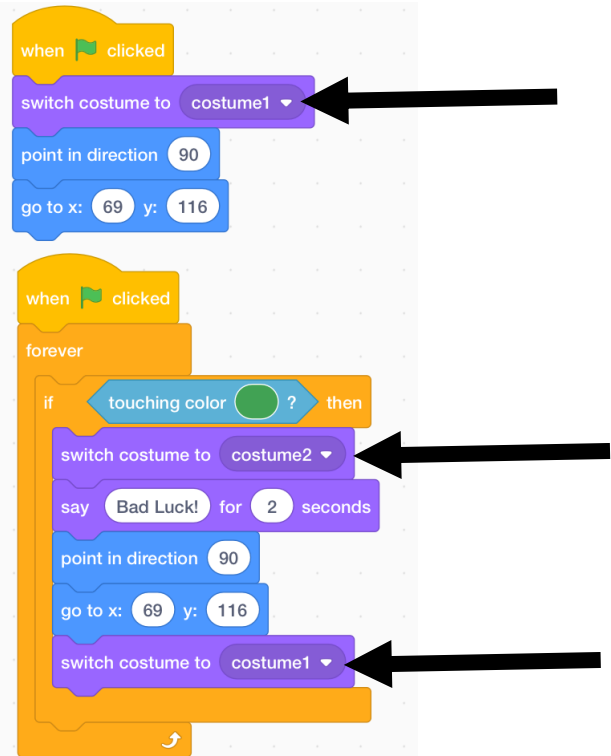 when clicked
switch costume to costume1
point in direction 90
go to x: 69 y: 116
when clicked
forever
if touching color ? then
switch costume to costume2
say Bad Luck! for 2 seconds
point in direction 90
go to x: 69 y: 116
switch costume to costume1